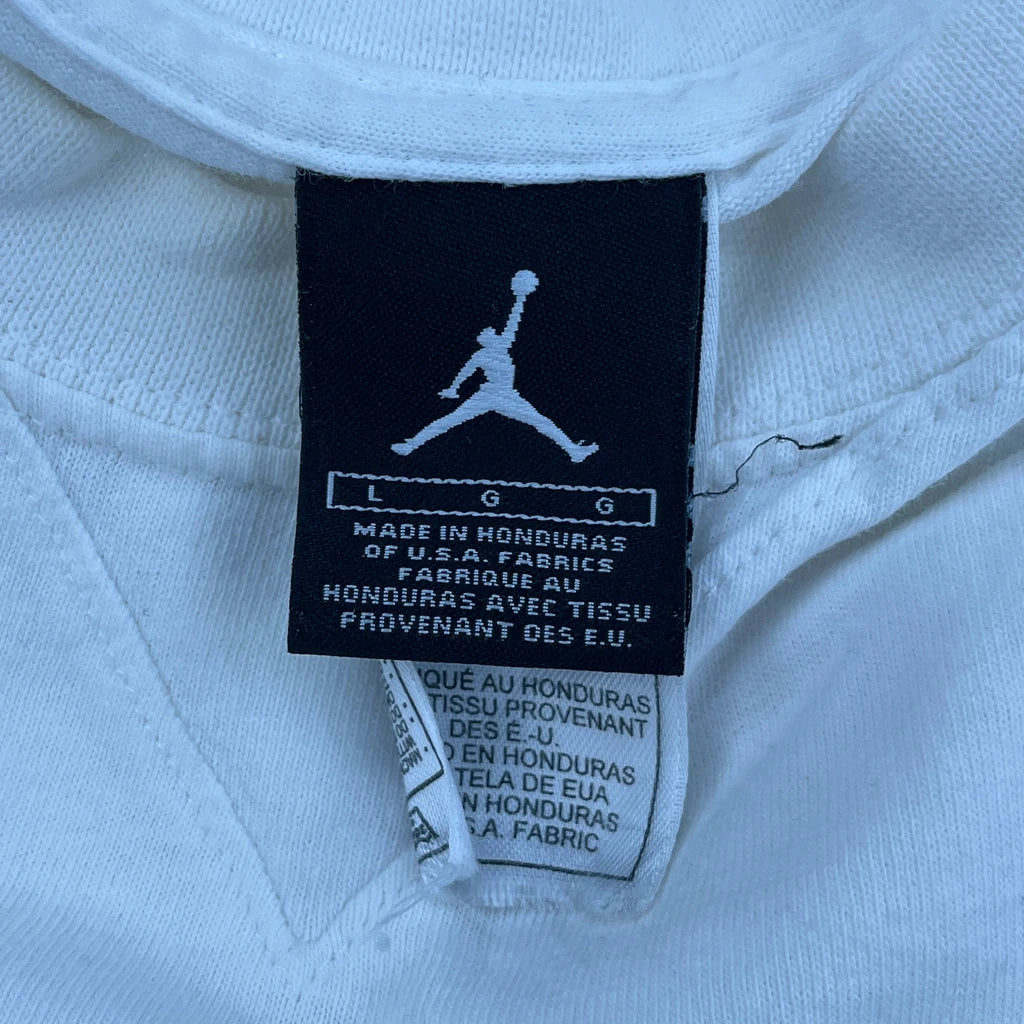 L G G
MADE IN HONDURAS
OF U.S.A. FABRICS
FABRIQUE AU
HONDURAS AVEC TISSU
PROVENANT DES E.U.
QUÉ AU HONDURAS
TISSU PROVENANT
DES É.-U.
EN HONDURAS
TELA DE EUA
N HONDURAS
S.A. FABRIC